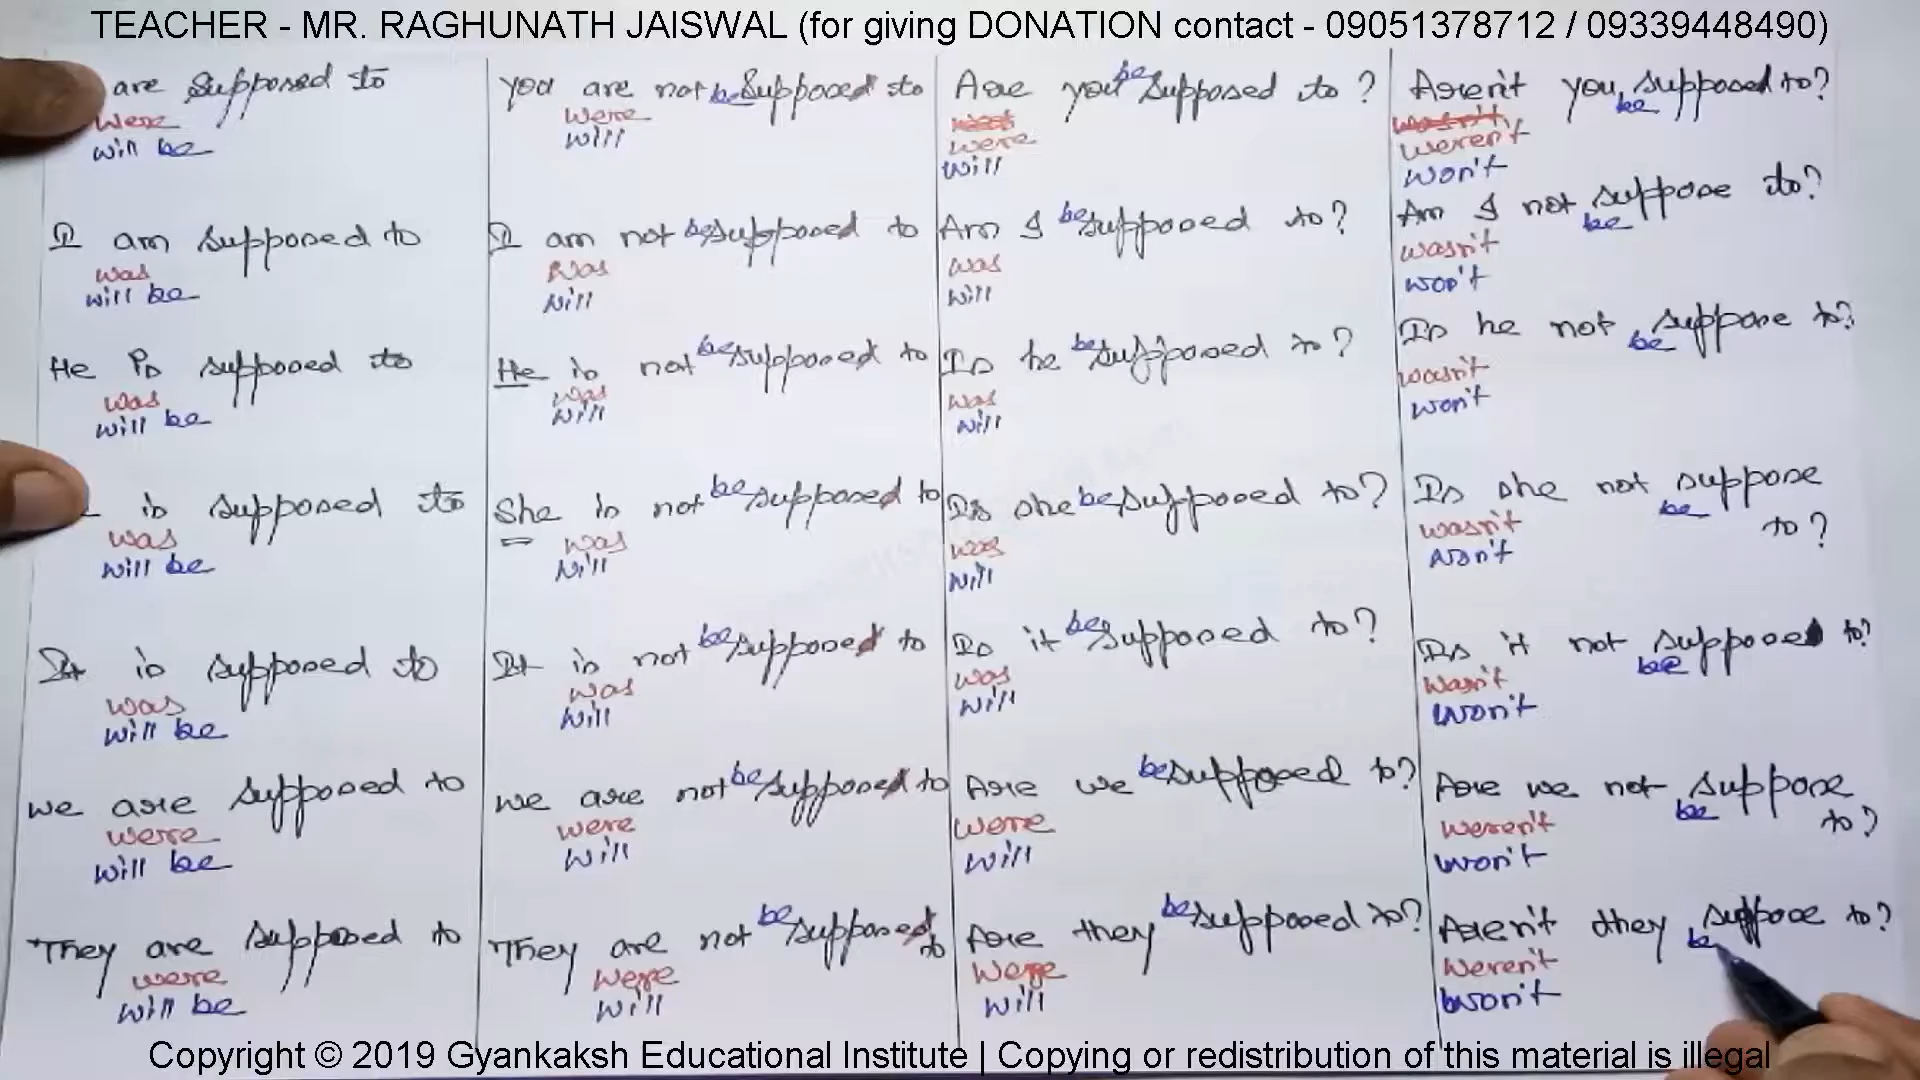 TEACHER - MR. RAGHUNATH JAISWAL (for giving DONATION contact - 09051378712 / 09339448490)
are supposed to
were
will be
I am supposed to
was
will be
He is supposed to
was
will be
is supposed to
was
will be
It is supposed to
was
will be
we are supposed to
were
will be
They are supposed to
were
will be
you are not be supposed to
were
will
I am not be supposed to
was
will
He is not be supposed to
was
will
She is not be supposed to
was
will
It is not be supposed to
was
will
we are not be supposed to
were
will
They are not be supposed to
were
will
Are you be supposed to?
were
will
Am I be supposed to?
was
will
Is he be supposed to?
was
will
Is she be supposed to?
was
will
Is it be supposed to?
was
will
Are we be supposed to?
were
will
Are they be supposed to?
were
will
Aren't you be supposed to?
wasn't
weren't
won't
Am I not be suppose to?
wasn't
won't
Is he not be suppose to?
wasn't
won't
Is she not be suppose
to?
wasn't
won't
Is it not be suppose to?
wasn't
won't
Are we not be suppose
to?
weren't
won't
Aren't they be suppose to?
weren't
won't
Copyright © 2019 Gyankaksh Educational Institute | Copying or redistribution of this material is illegal